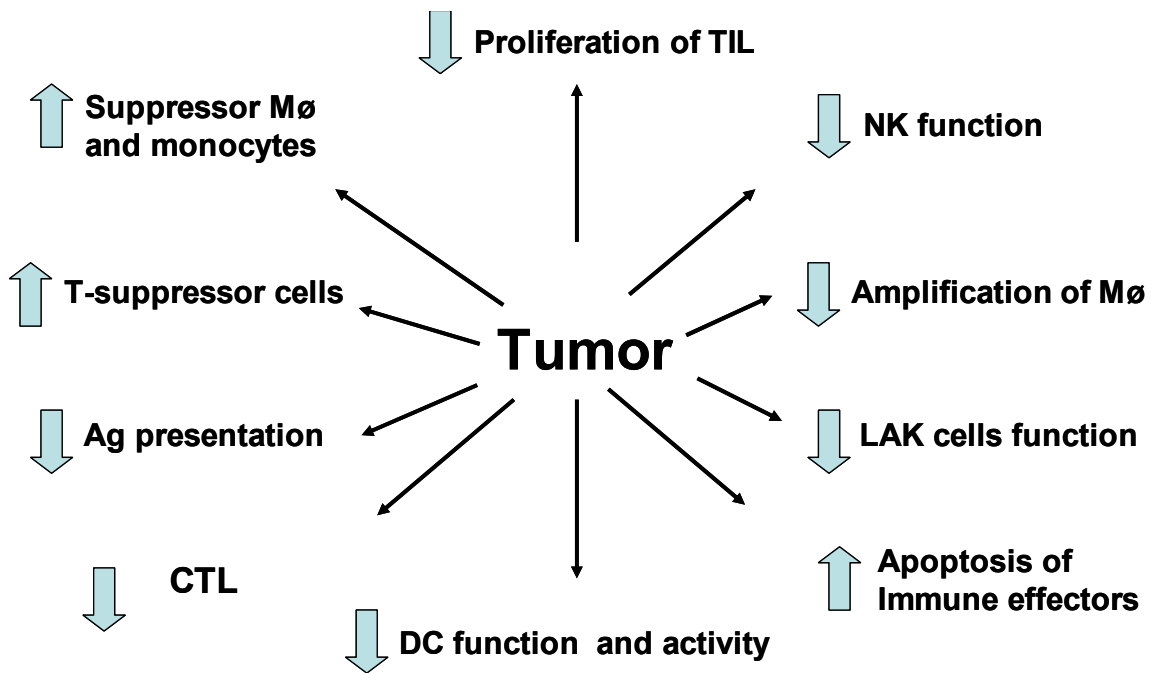 Proliferation of TIL
Suppressor Mø
and monocytes
NK function
T-suppressor cells
Amplification of Mø
Tumor
Ag presentation
LAK cells function
CTL
Apoptosis of
Immune effectors
DC function and activity